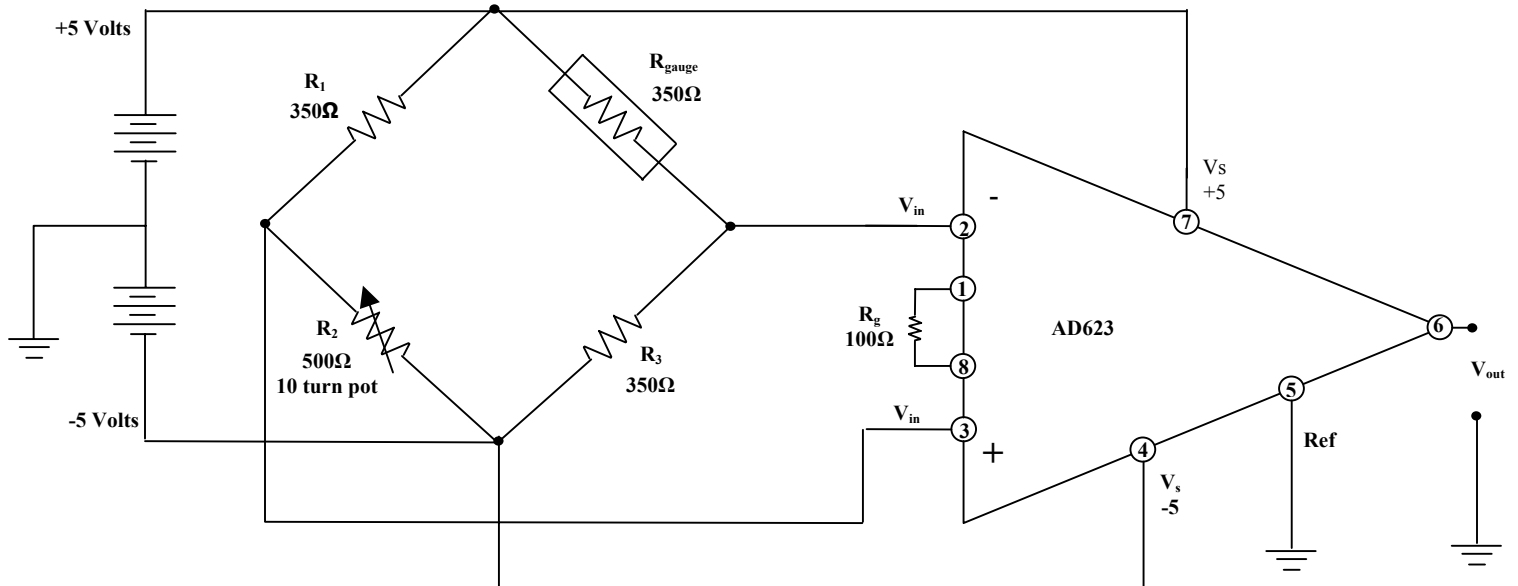 +5 Volts
R1
350Ω
Rgauge
350Ω
Vs
+5
Vin
-
2
7
1
Rg
100Ω
AD623
6
8
R2
500Ω
10 turn pot
R3
350Ω
Vout
5
-5 Volts
Vin
3
+
4
Ref
Vs
-5